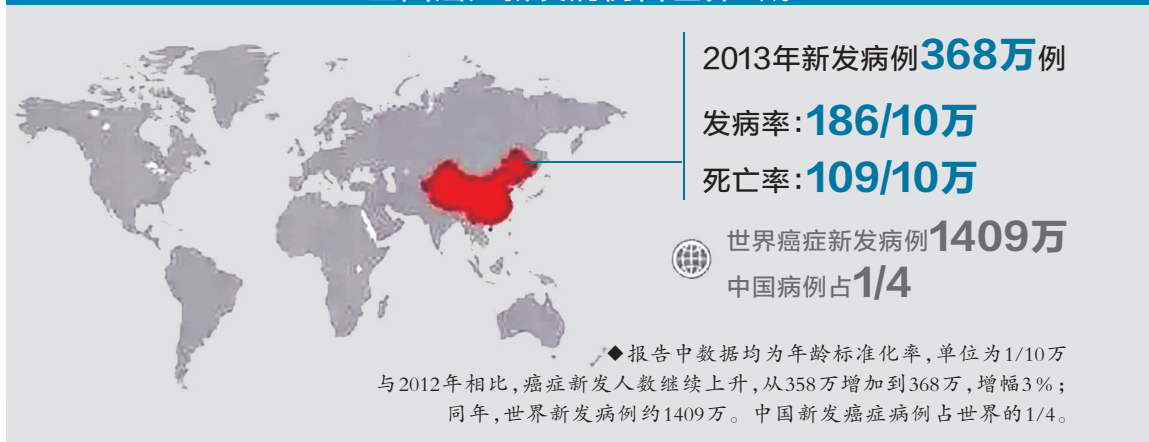 2013年新发病例368万例
发病率:186/10万
死亡率:109/10万
世界癌症新发病例1409万
中国病例占1/4
◆报告中数据均为年龄标准化率,单位为1/10万
与2012年相比,癌症新发人数继续上升,从358万增加到368万,增幅3%;
同年,世界新发病例约1409万。中国新发癌症病例占世界的1/4。